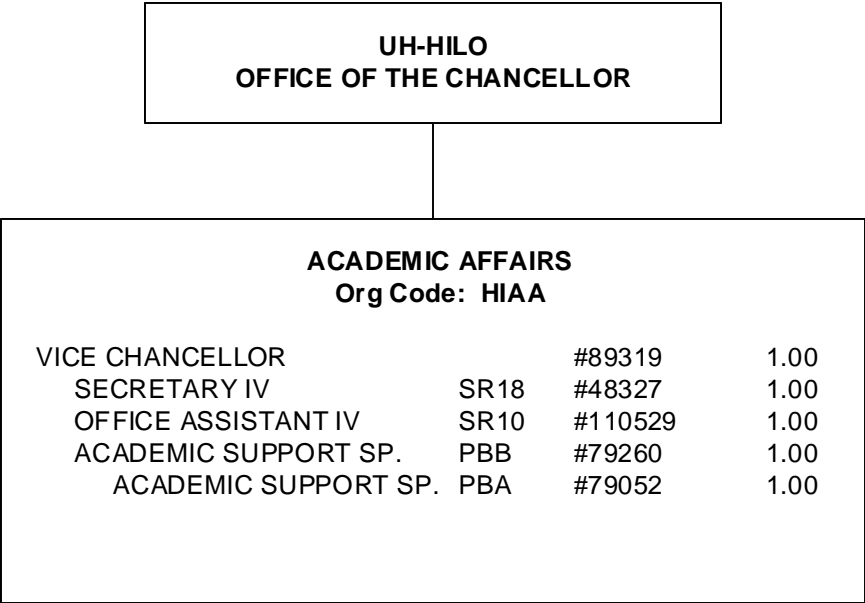 UH-HILO
OFFICE OF THE CHANCELLOR
ACADEMIC AFFAIRS
Org Code: HIAA
VICE CHANCELLOR #89319 1.00
SECRETARY IV SR18 #48327 1.00
OFFICE ASSISTANT IV SR10 #110529 1.00
ACADEMIC SUPPORT SP. PBB #79260 1.00
ACADEMIC SUPPORT SP. PBA #79052 1.00